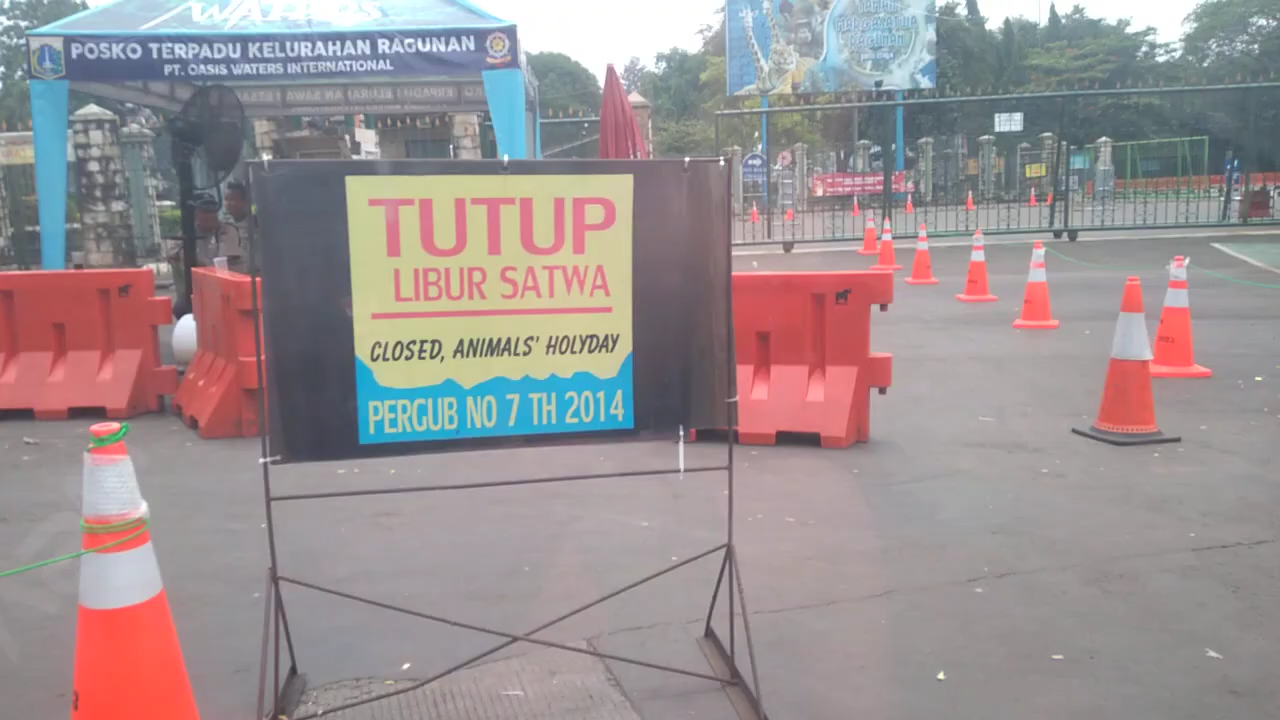 WATERS
POSKO TERPADU KELURAHAN RAGUNAN
PT. OASIS WATERS INTERNATIONAL
TUTUP
LIBUR SATWA
CLOSED, ANIMALS' HOLYDAY
PERGUB NO 7 TH 2014